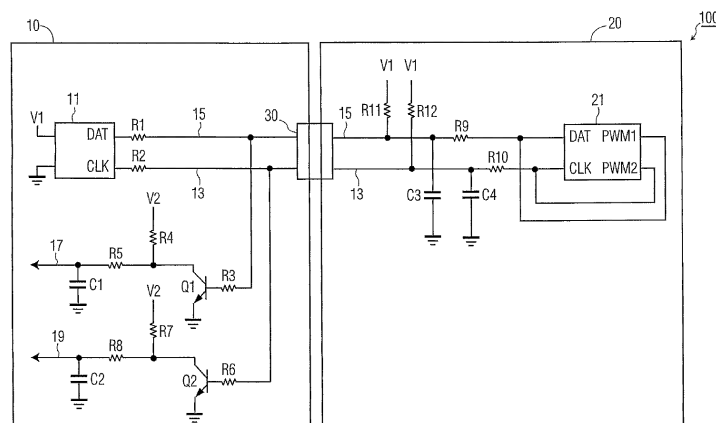 10
20
100
V1
11
DAT
CLK
R1
R2
15
13
30
15
13
V1
V1
R11
R12
R9
R10
C3
C4
21
DAT PWM1
CLK PWM2
V2
R4
17
R5
C1
Q1
R3
V2
R7
19
R8
C2
Q2
R6